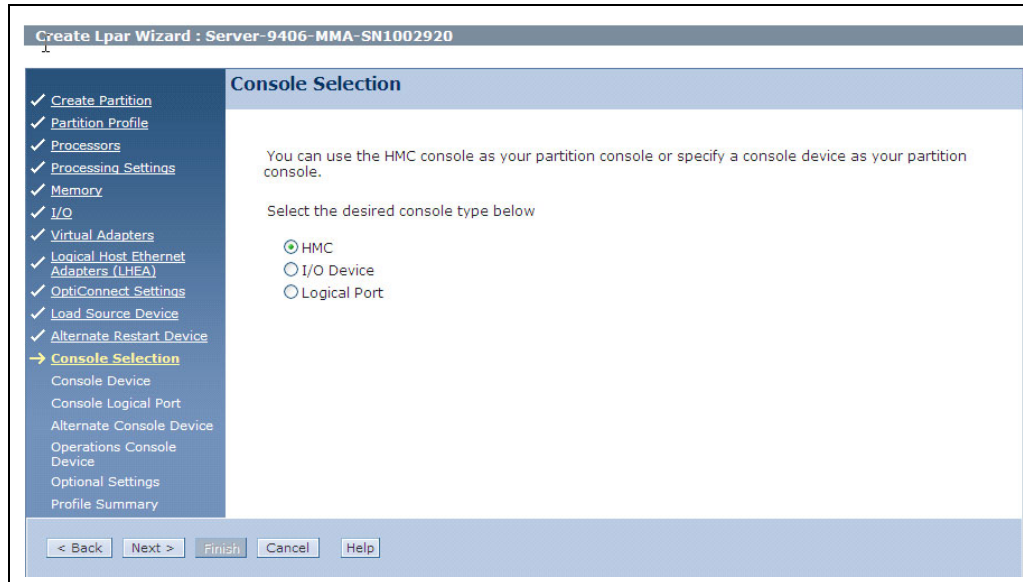 Create Lpar Wizard : Server-9406-MMA-SN1002920
Create Partition
Partition Profile
Processors
Processing Settings
Memory
I/O
Virtual Adapters
Logical Host Ethernet
Adapters (LHEA)
OptiConnect Settings
Load Source Device
Alternate Restart Device
Console Selection
Console Device
Console Logical Port
Alternate Console Device
Operations Console
Device
Optional Settings
Profile Summary
Console Selection
You can use the HMC console as your partition console or specify a console device as your partition
console.
Select the desired console type below
HMC
I/O Device
Logical Port
< Back Next > Finish Cancel Help